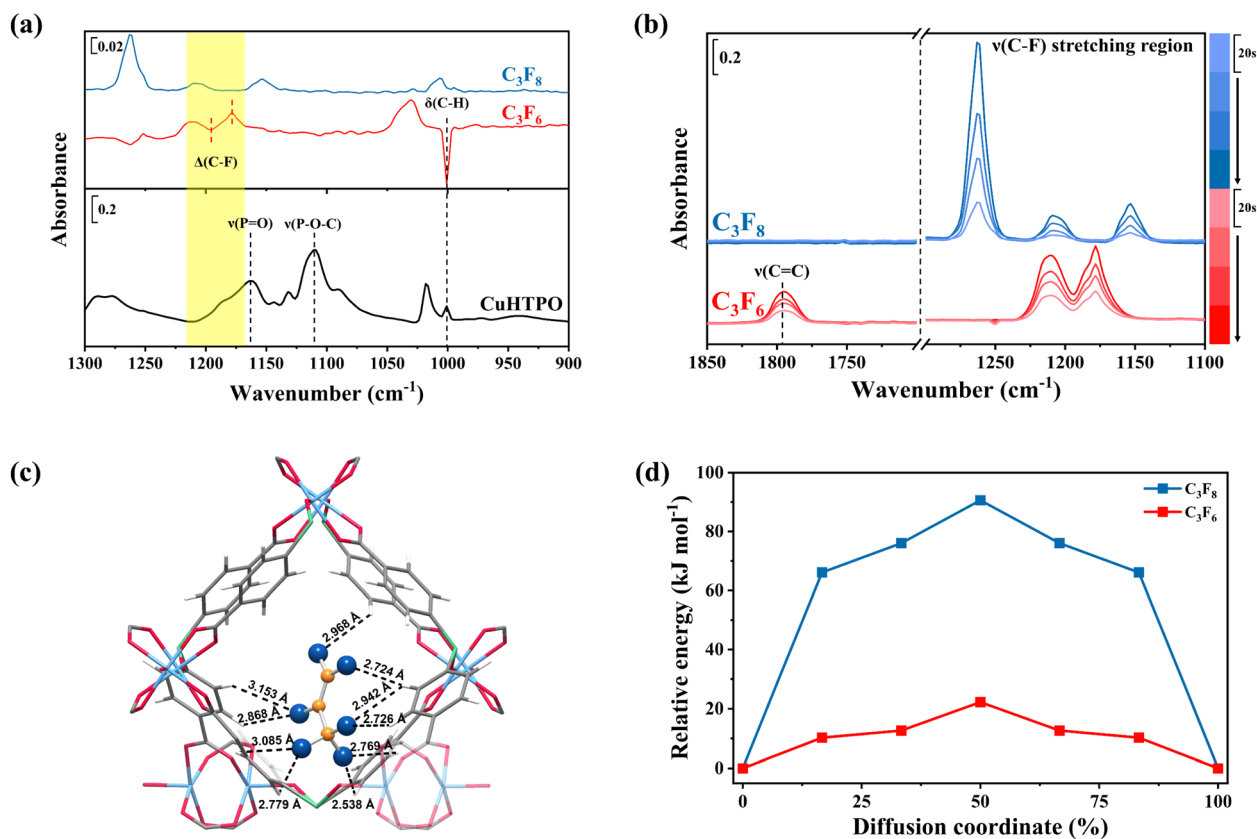 (a)
0.02
C₃F₈
δ(C-H)
C₃F₆
Δ(C-F)
0.2
ν(P=O)
ν(P-O-C)
CuHTPO
Absorbance
1300 1250 1200 1150 1100 1050 1000 950 900
Wavenumber (cm⁻¹)
(b)
0.2
ν(C-F) stretching region
20s
C₃F₈
20s
ν(C=C)
C₃F₆
Absorbance
1850 1800 1750 1250 1200 1150 1100
Wavenumber (cm⁻¹)
(c)
2.968 Å
2.724 Å
3.153 Å
2.942 Å
2.868 Å
2.726 Å
3.085 Å
2.769 Å
2.779 Å
2.538 Å
(d)
100
80
60
40
20
0
C₃F₈
C₃F₆
Relative energy (kJ mol⁻¹)
0 25 50 75 100
Diffusion coordinate (%)